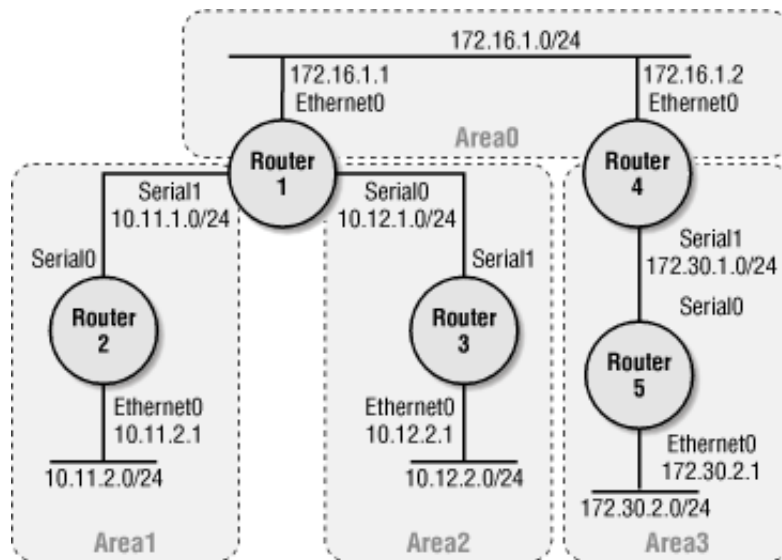 172.16.1.0/24
172.16.1.1
Ethernet0
172.16.1.2
Ethernet0
Area0
Router
1
Router
4
Serial1
10.11.1.0/24
Serial0
10.12.1.0/24
Serial1
172.30.1.0/24
Serial0
Serial1
Serial0
Router
2
Router
3
Router
5
Ethernet0
10.11.2.1
Ethernet0
10.12.2.1
Ethernet0
172.30.2.1
10.11.2.0/24
10.12.2.0/24
172.30.2.0/24
Area1
Area2
Area3